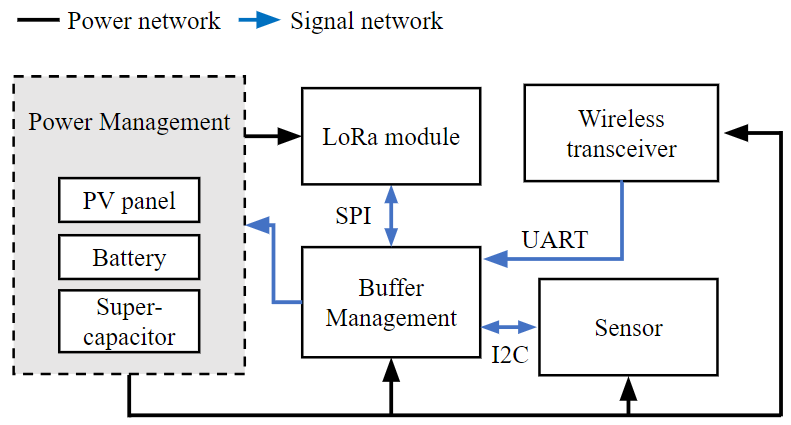 Power network
Signal network
Power Management
PV panel
Battery
Super-
capacitor
LoRa module
Wireless
transceiver
SPI
UART
Buffer
Management
I2C
Sensor